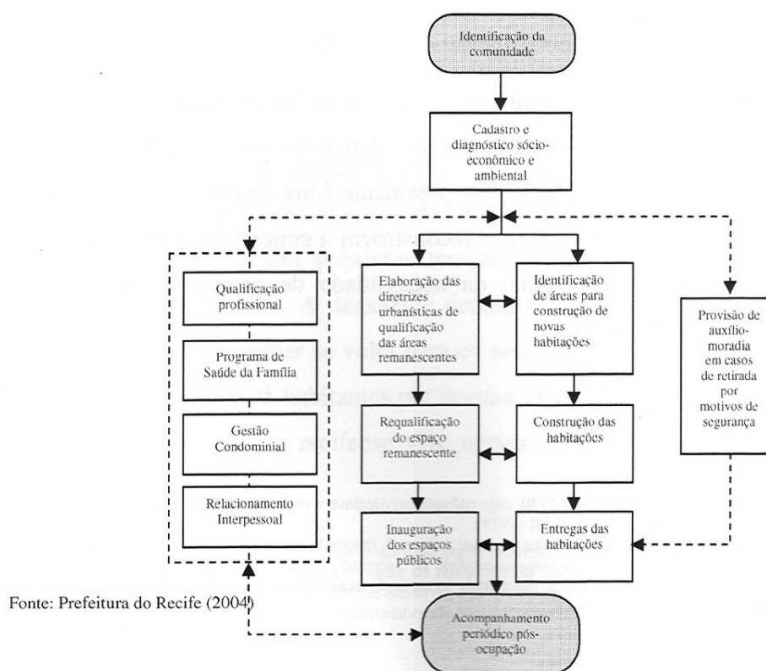 Identificação da
comunidade
Cadastro e
diagnóstico sócio-
econômico e
ambiental
Qualificação
profissional
Programa de
Saúde da Família
Gestão
Condominial
Relacionamento
Interpessoal
Elaboração das
diretrizes
urbanísticas de
qualificação
das áreas
remanescentes
Identificação
de áreas para
construção de
novas
habitações
Provisão de
auxílio-
moradia
em casos
de retirada
por
motivos de
segurança
Requalificação
do espaço
remanescente
Construção das
habitações
Inauguração
dos espaços
públicos
Entregas das
habitações
Acompanhamento
periódico pós-
ocupação
Fonte: Prefeitura do Recife (2004)